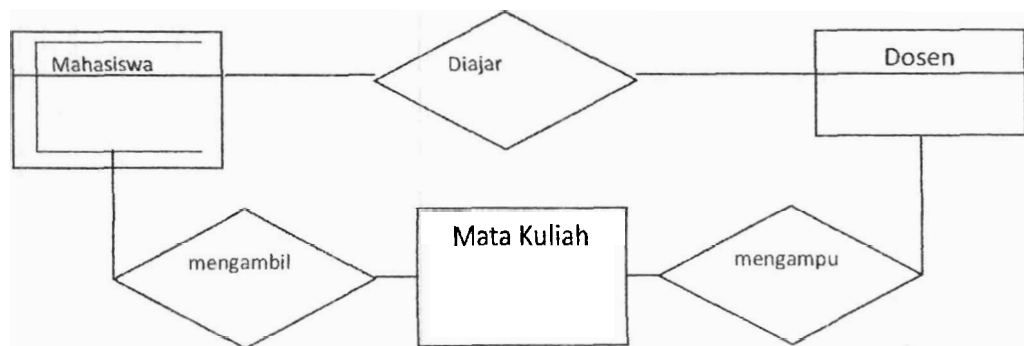 Mahasiswa
Diajar
Dosen
mengambil
Mata Kuliah
mengampu